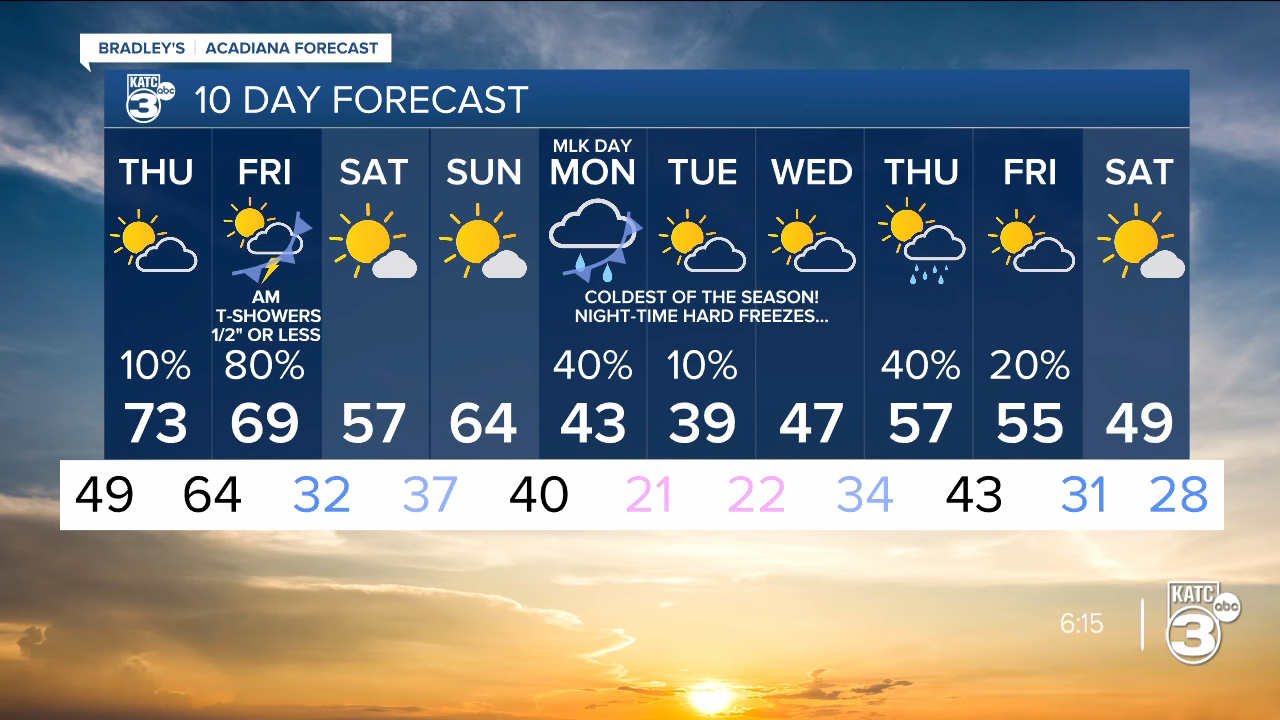 BRADLEY'S | ACADIANA FORECAST
KATC 3 abc
10 DAY FORECAST
MLK DAY
THU FRI SAT SUN MON TUE WED THU FRI SAT
AM
T-SHOWERS
1/2" OR LESS
COLDEST OF THE SEASON!
NIGHT-TIME HARD FREEZES...
10% 80% 40% 10% 40% 20%
73 69 57 64 43 39 47 57 55 49
49 64 32 37 40 21 22 34 43 31 28
6:15
KATC 3 abc